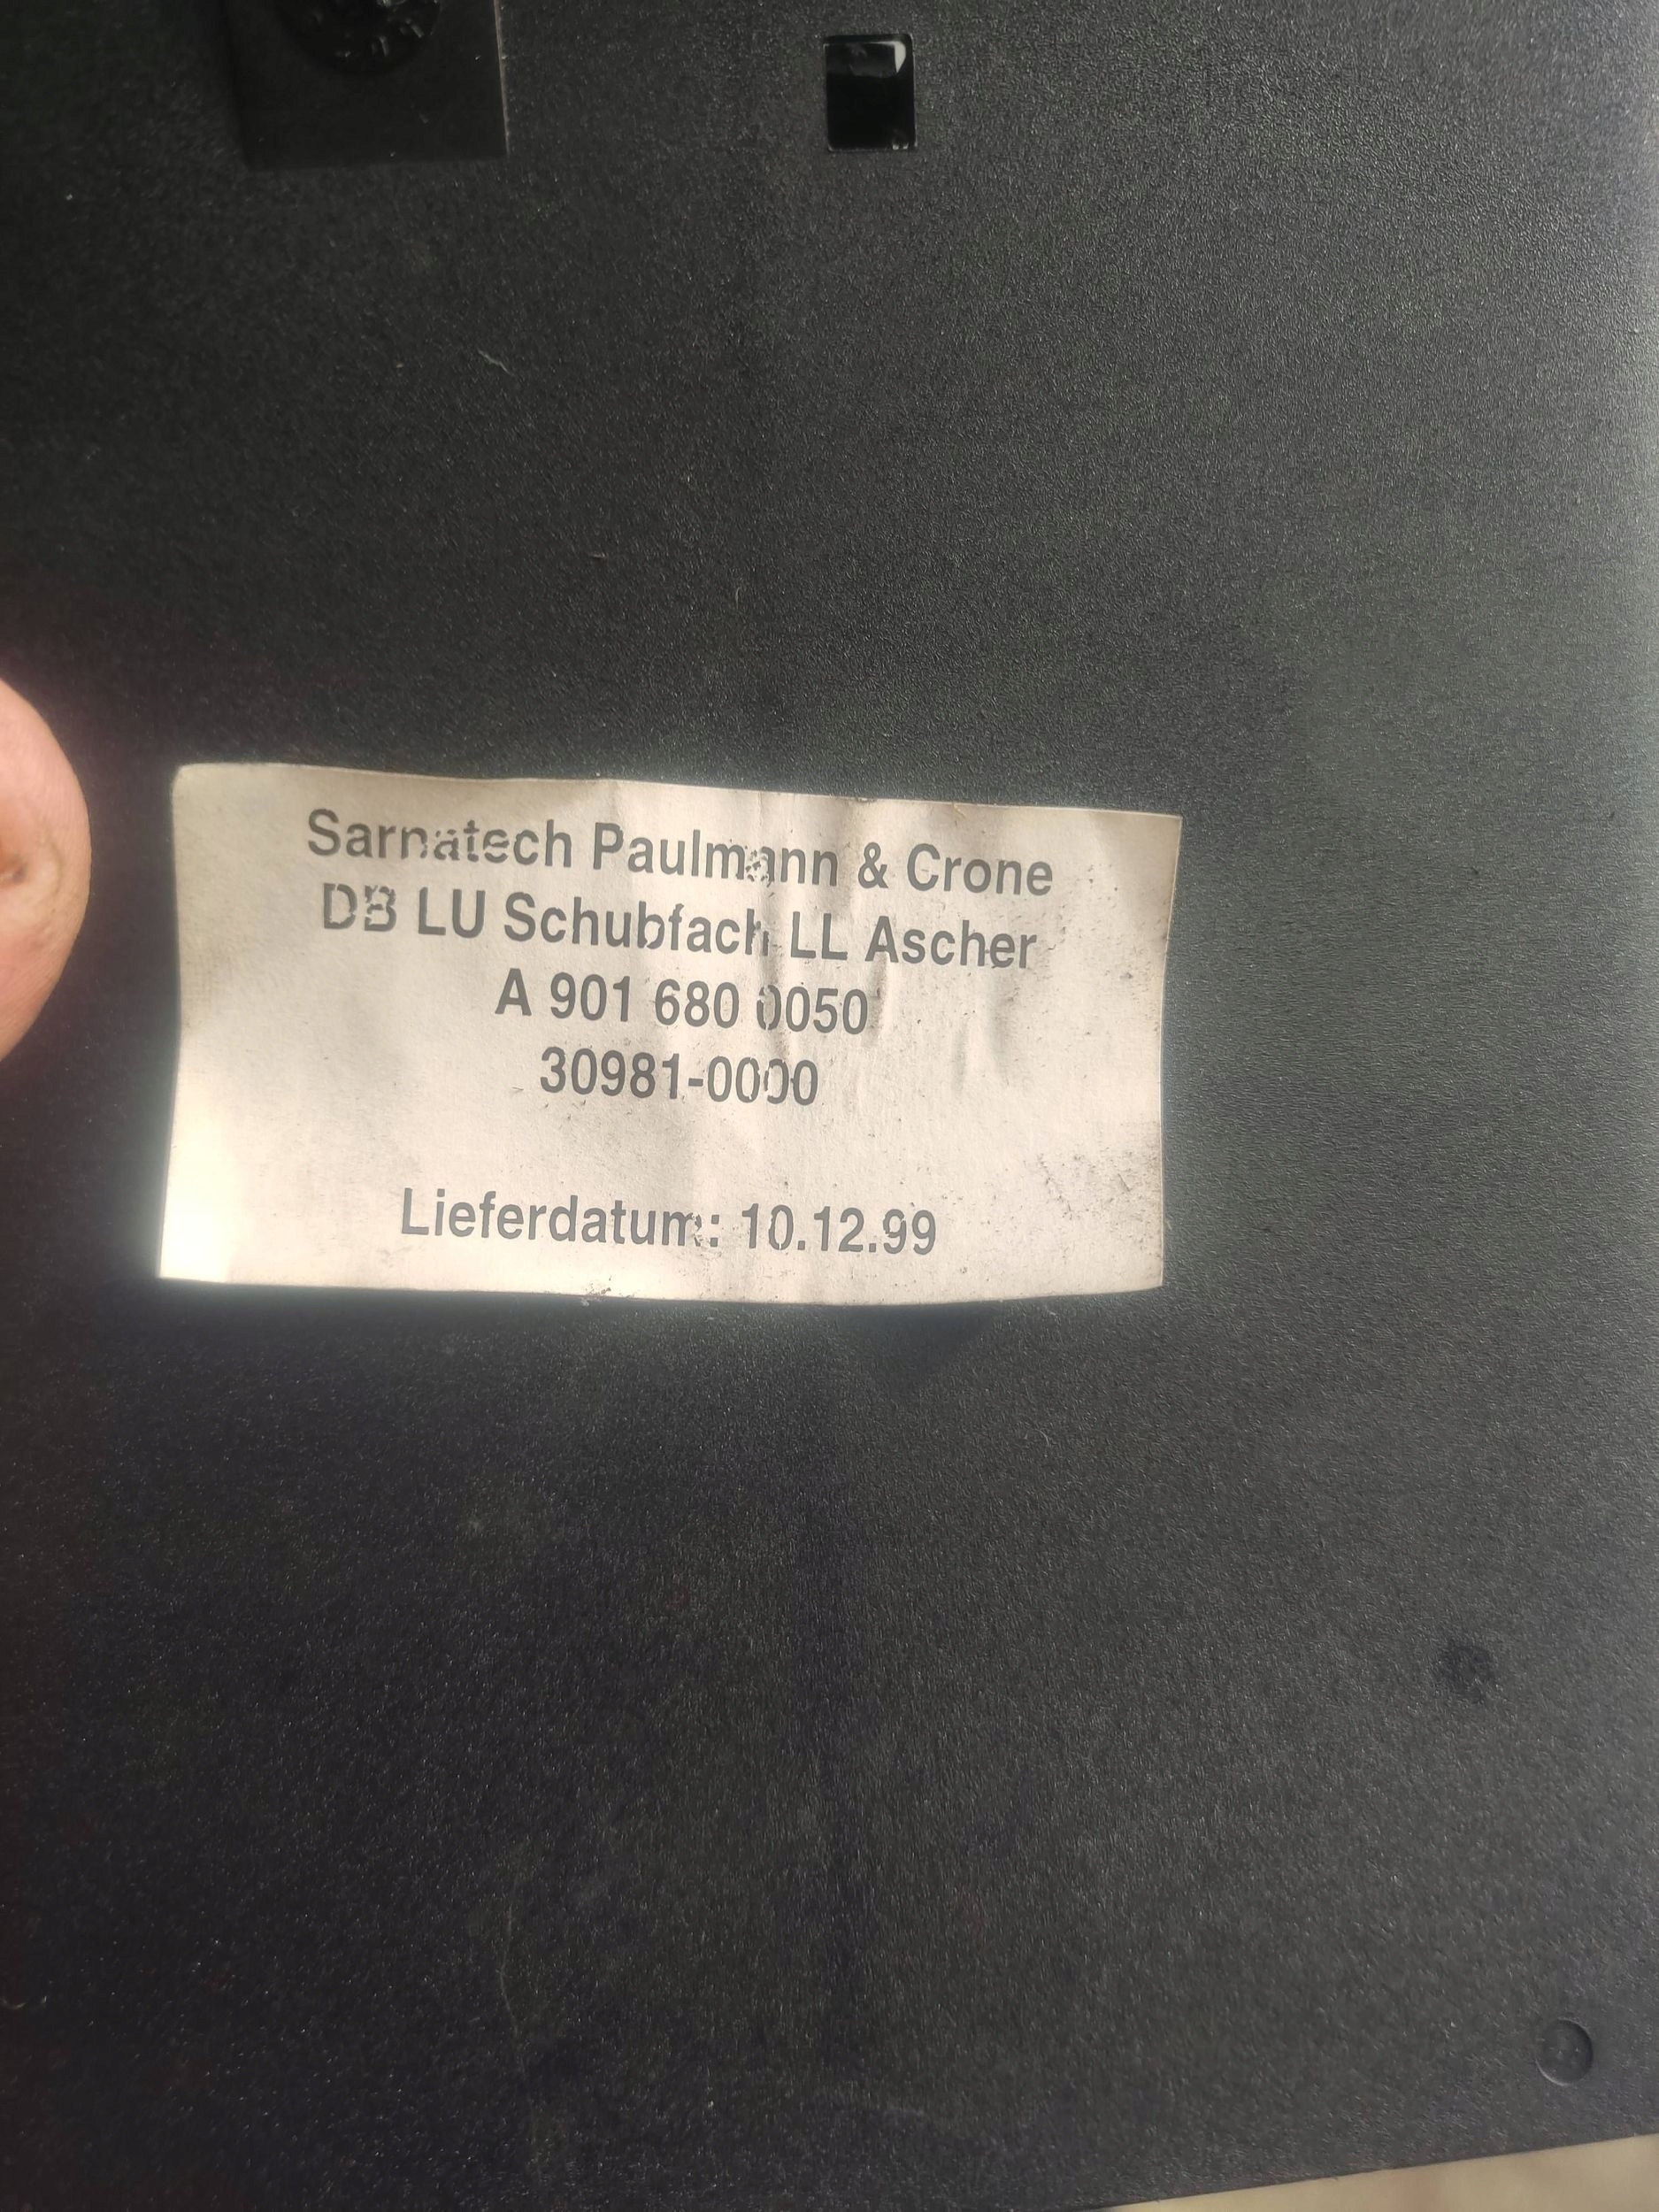 Sarnatech Paulmann & Crone
DB LU Schubfach LL Ascher
A 901 680 0050
30981-0000
Lieferdatum: 10.12.99